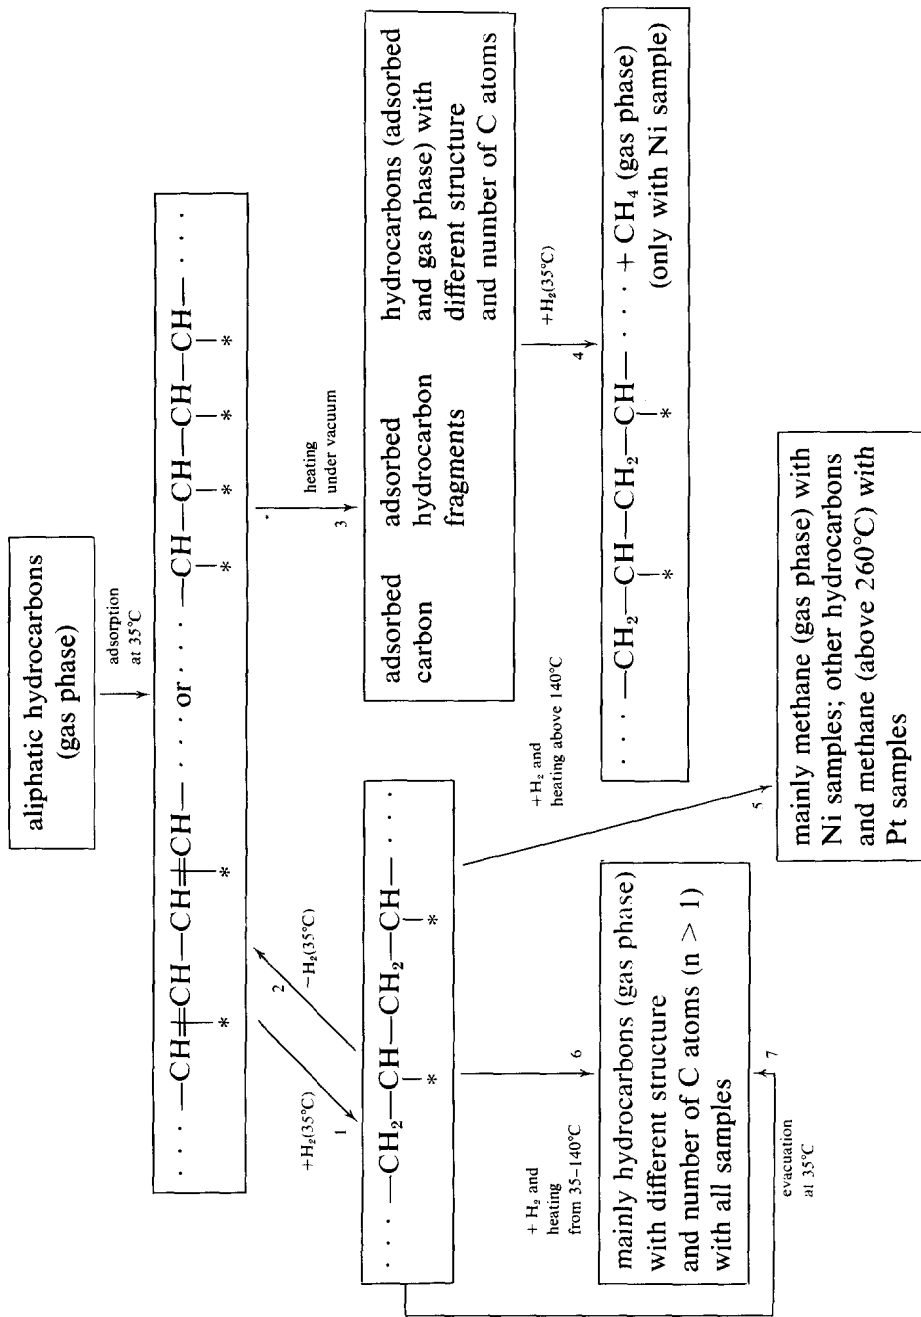 aliphatic hydrocarbons
(gas phase)
adsorption
at 35°C
· · · —CH=CH—CH=CH— · · · or · · · —CH—CH—CH—CH— · · ·
* * * * * *
+H₂(35°C)
1
2
−H₂(35°C)
heating
under vacuum
3
· · · —CH₂—CH—CH₂—CH— · · ·
* *
adsorbed
carbon
adsorbed
hydrocarbon
fragments
hydrocarbons (adsorbed
and gas phase) with
different structure
and number of C atoms
+ H₂ and
heating
from 35–140°C
6
+H₂ and
heating above 140°C
5
+H₂(35°C)
4
mainly hydrocarbons (gas phase)
with different structure
and number of C atoms (n > 1)
with all samples
· · · —CH₂—CH—CH₂—CH— · · · + CH₄ (gas phase)
* *
(only with Ni sample)
evacuation
at 35°C
7
mainly methane (gas phase) with
Ni samples; other hydrocarbons
and methane (above 260°C) with
Pt samples